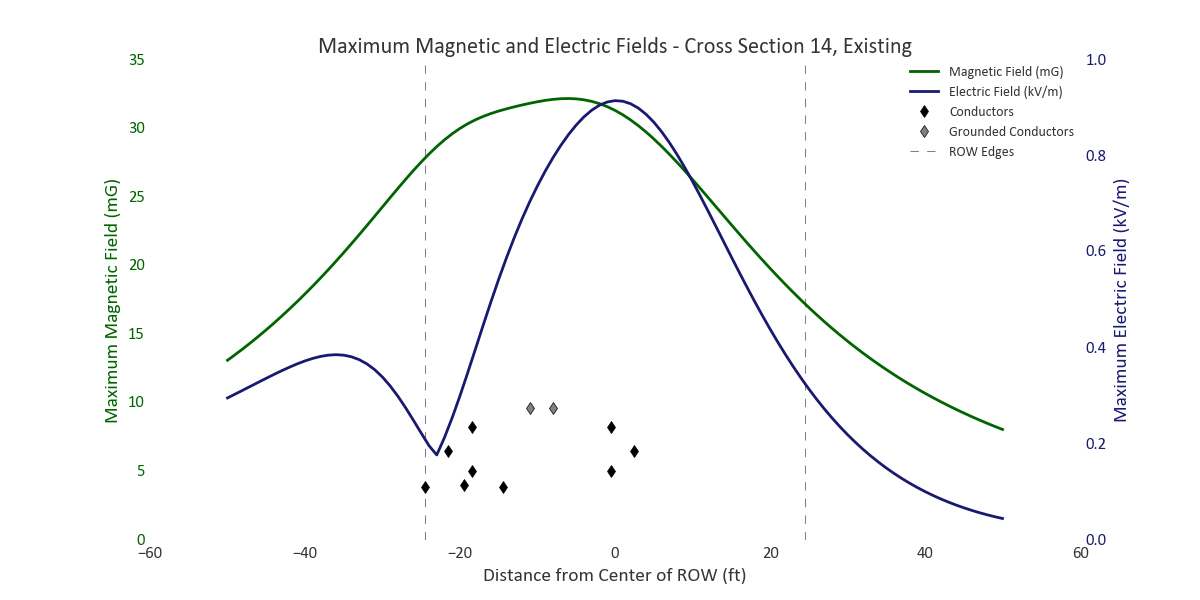 Maximum Magnetic and Electric Fields - Cross Section 14, Existing
Magnetic Field (mG)
Electric Field (kV/m)
Conductors
Grounded Conductors
ROW Edges
Maximum Magnetic Field (mG)
35
30
25
20
15
10
5
0
1.0
0.8
0.6
0.4
0.2
0.0
Maximum Electric Field (kV/m)
−60 −40 −20 0 20 40 60
Distance from Center of ROW (ft)